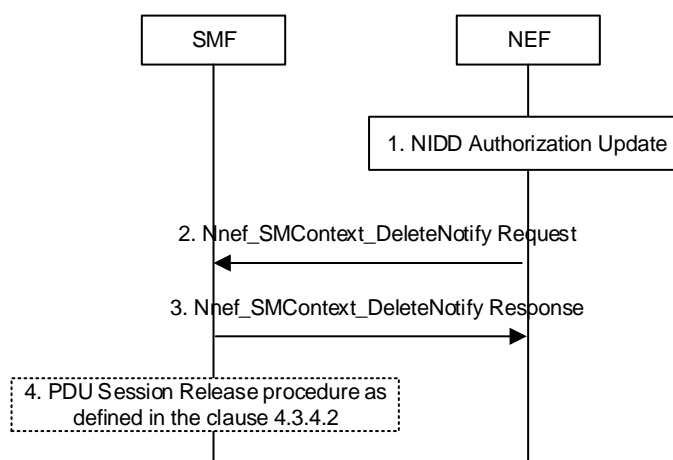 SMF
NEF
1. NIDD Authorization Update
2. Nnef_SMContext_DeleteNotify Request
3. Nnef_SMContext_DeleteNotify Response
4. PDU Session Release procedure as
defined in the clause 4.3.4.2